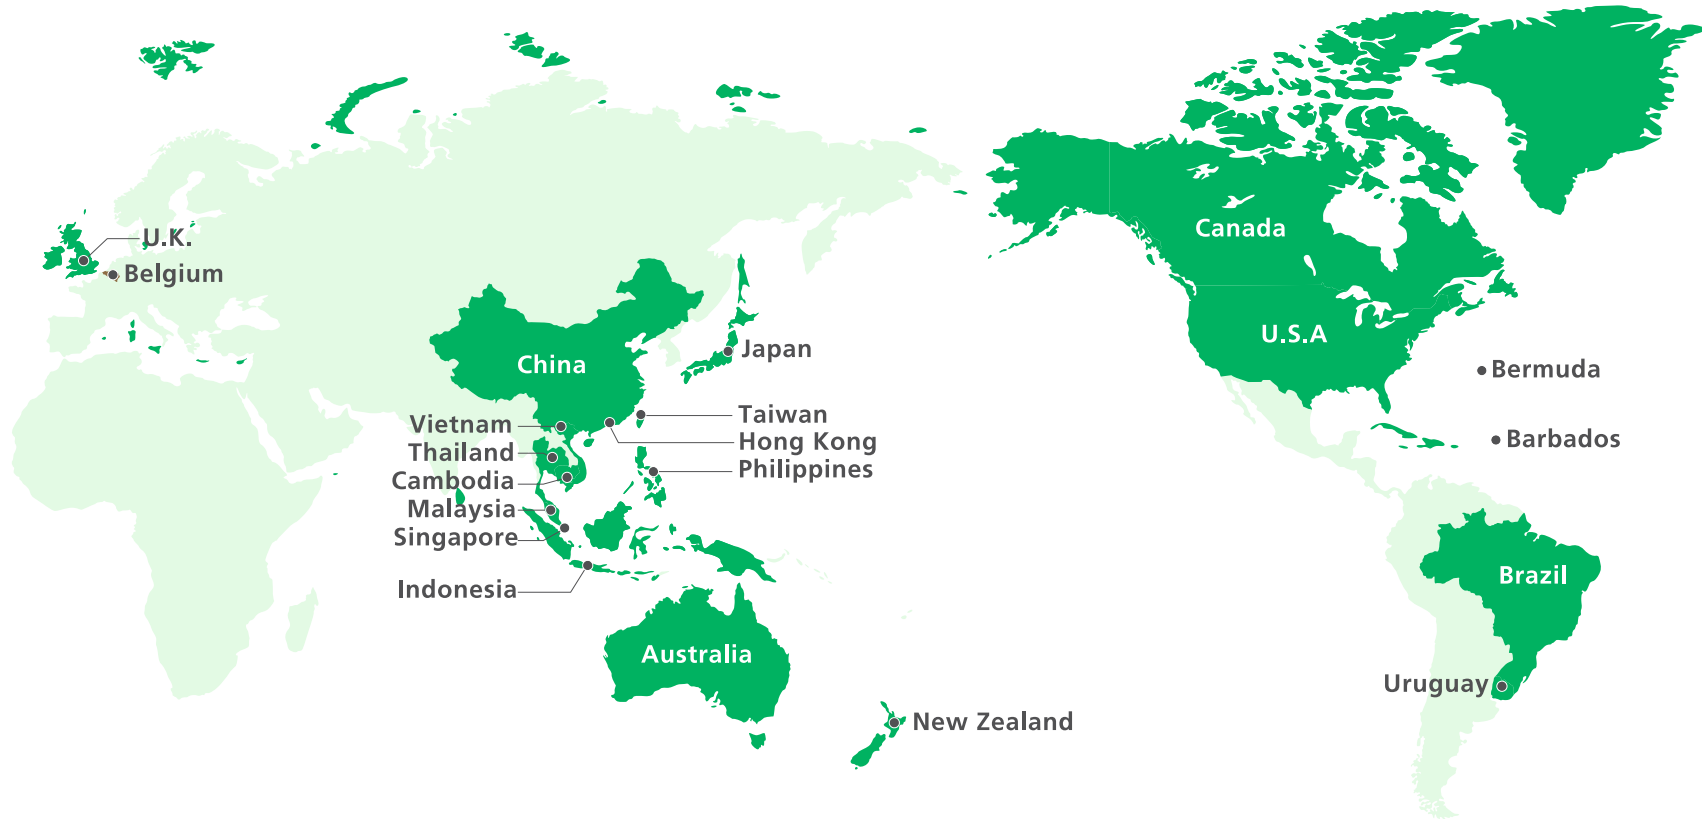 U.K.
Belgium
China
Japan
Vietnam
Thailand
Cambodia
Malaysia
Singapore
Indonesia
Taiwan
Hong Kong
Philippines
Australia
New Zealand
Canada
U.S.A
Bermuda
Barbados
Brazil
Uruguay